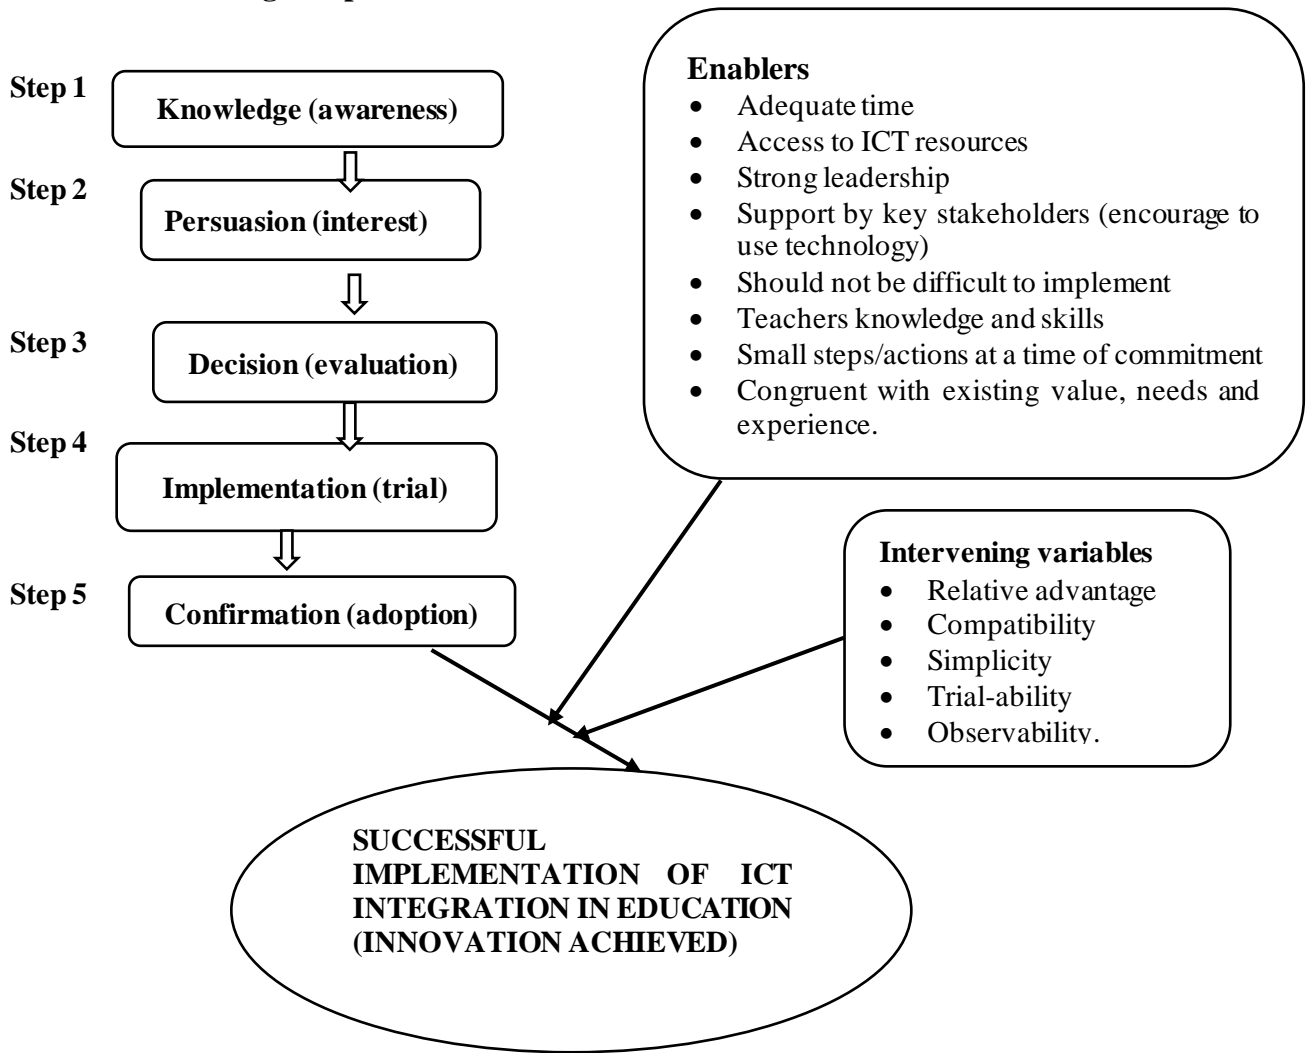 Step 1
Knowledge (awareness)
Step 2
Persuasion (interest)
Step 3
Decision (evaluation)
Step 4
Implementation (trial)
Step 5
Confirmation (adoption)
Enablers
• Adequate time
• Access to ICT resources
• Strong leadership
• Support by key stakeholders (encourage to
use technology)
• Should not be difficult to implement
• Teachers knowledge and skills
• Small steps/actions at a time of commitment
• Congruent with existing value, needs and
experience.
Intervening variables
• Relative advantage
• Compatibility
• Simplicity
• Trial-ability
• Observability.
SUCCESSFUL
IMPLEMENTATION OF ICT
INTEGRATION IN EDUCATION
(INNOVATION ACHIEVED)